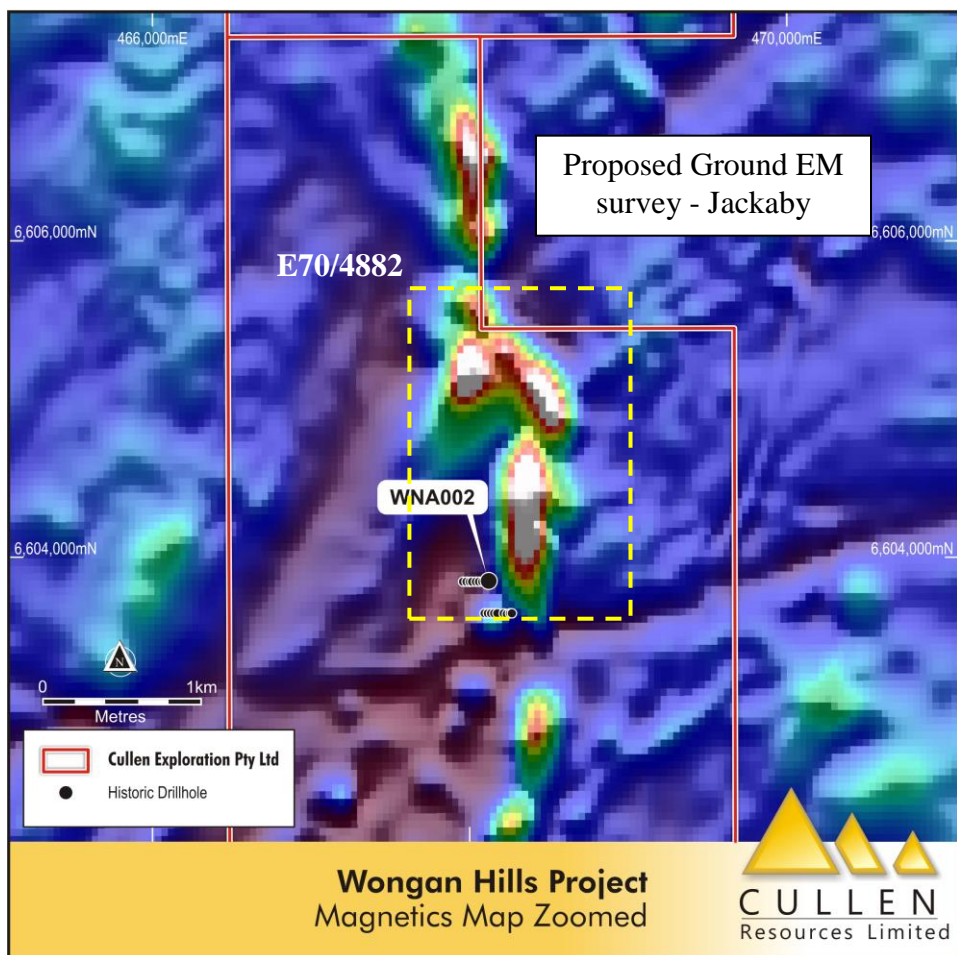 466,000mE
470,000mE
Proposed Ground EM
survey - Jackaby
6,606,000mN
6,606,000mN
E70/4882
WNA002
6,604,000mN
6,604,000mN
N
0 1km
Metres
Cullen Exploration Pty Ltd
Historic Drillhole
Wongan Hills Project
Magnetics Map Zoomed
CULLEN
Resources Limited